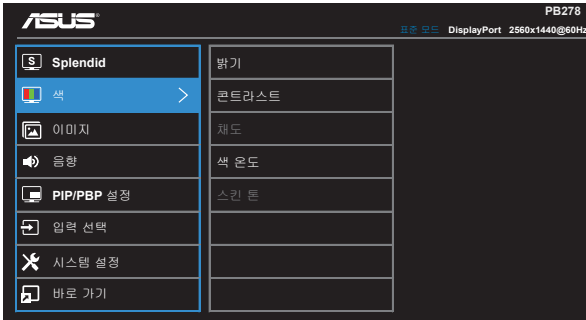 ASUS
PB278
표준 모드 DisplayPort 2560x1440@60Hz
S Splendid
색
이미지
음향
PIP/PBP 설정
입력 선택
시스템 설정
바로 가기
밝기
콘트라스트
채도
색 온도
스킨 톤